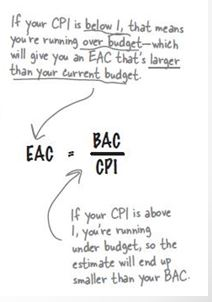 If your CPI is below 1, that means
you're running over budget—which
will give you an EAC that's larger
than your current budget.
EAC = BAC
CPI
If your CPI is above
1, you're running
under budget, so the
estimate will end up
smaller than your BAC.